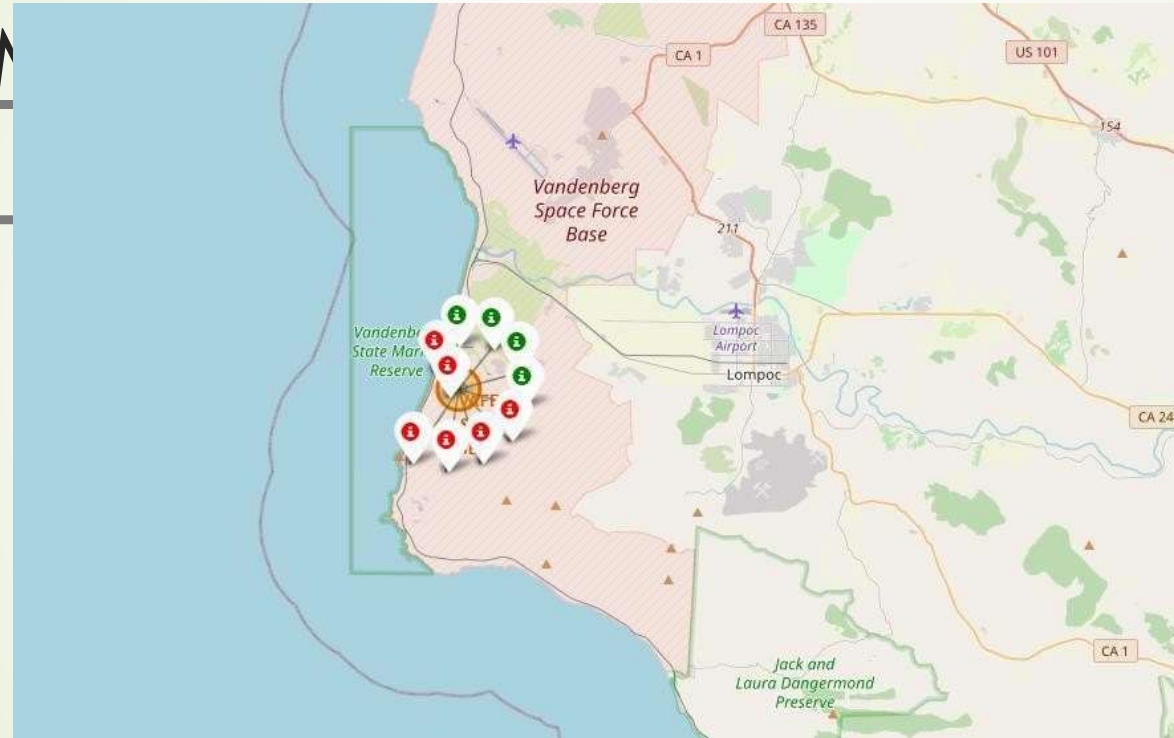 CA 135
CA 1
US 101
154
Vandenberg
Space Force
Base
211
Vandenb
State Mar
Reserve
Lompoc
Airport
Lompoc
CA 24
CA 1
Jack and
Laura Dangermond
Preserve